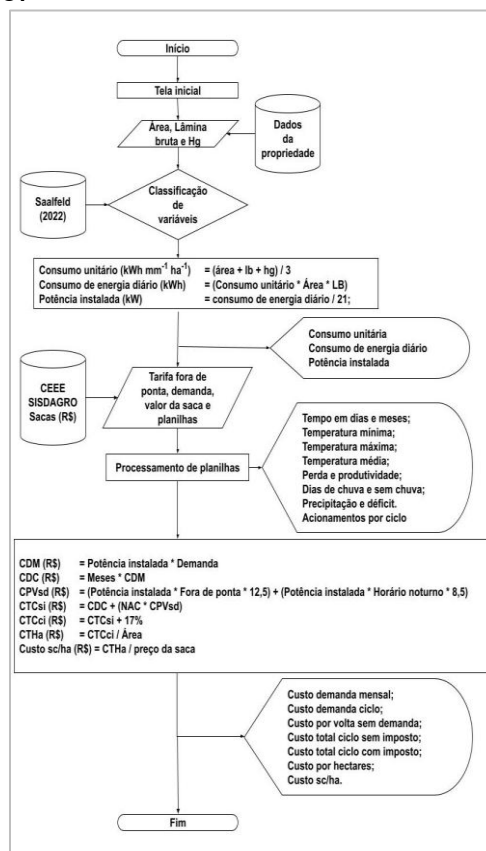 Início
Tela inicial
Área, Lâmina
bruta e Hg
Dados
da
propriedade
Saalfeld
(2022)
Classificação
de
variáveis
Consumo unitário (kWh mm⁻¹ ha⁻¹) = (área + lb + hg) / 3
Consumo de energia diário (kWh) = (Consumo unitário * Área * LB)
Potência instalada (kW) = consumo de energia diário / 21;
Consumo unitária
Consumo de energia diário
Potência instalada
CEEE
SISDAGRO
Sacas (R$)
Tarifa fora de
ponta, demanda,
valor da saca e
planilhas
Processamento de planilhas
Tempo em dias e meses;
Temperatura mínima;
Temperatura máxima;
Temperatura média;
Perda e produtividade;
Dias de chuva e sem chuva;
Precipitação e déficit.
Acionamentos por ciclo
CDM (R$) = Potência instalada * Demanda
CDC (R$) = Meses * CDM
CPVsd (R$) = (Potência instalada * Fora de ponta * 12,5) + (Potência instalada * Horário noturno * 8,5)
CTCsi (R$) = CDC + (NAC * CPVsd)
CTCci (R$) = CTCsi + 17%
CTHa (R$) = CTCci / Área
Custo sc/ha (R$) = CTHa / preço da saca
Custo demanda mensal;
Custo demanda ciclo;
Custo por volta sem demanda;
Custo total ciclo sem imposto;
Custo total ciclo com imposto;
Custo por hectares;
Custo sc/ha.
Fim